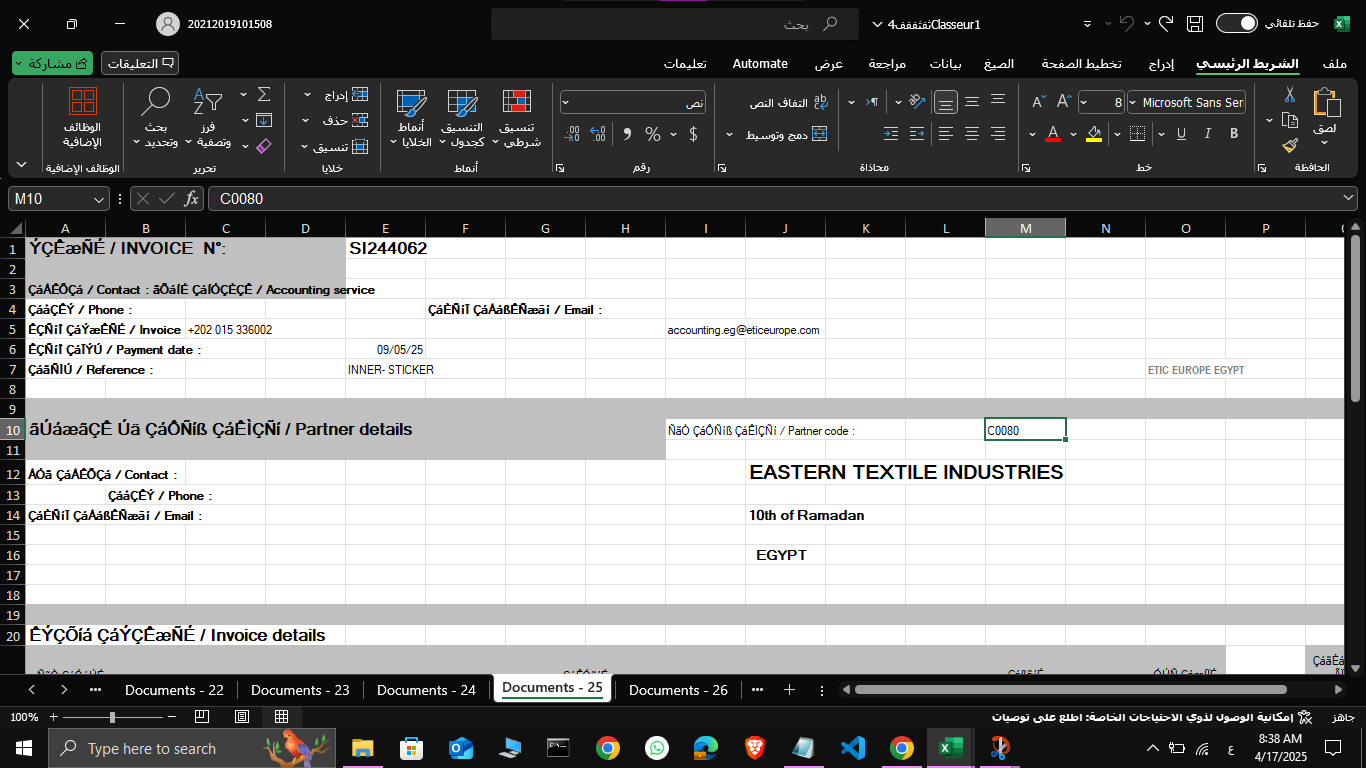 20212019101508
بحث
Classeur1ثقثفففف4
حفظ تلقائي
ملف
الشريط الرئيسي
إدراج
تخطيط الصفحة
الصيغ
بيانات
مراجعة
عرض
Automate
تعليمات
التعليقات
مشاركة
لصق
الحافظة
Microsoft Sans Ser
8
B I U
خط
التفاف النص
دمج وتوسيط
محاذاة
نص
$ % 
رقم
تنسيق شرطي
التنسيق كجدول
أنماط الخلايا
أنماط
إدراج
حذف
تنسيق
خلايا
فرز وتصفية
بحث وتحديد
تحرير
الوظائف الإضافية
الوظائف الإضافية
M10
fx
C0080
A B C D E F G H I J K L M N O P
1 ÝÇÊæÑÉ / INVOICE N°: SI244062
2
3 ÇáÅÊÕÇá / Contact : ãÕáÍÉ ÇáÍÓÇÈÇÊ / Accounting service
4 ÇáåÇÊÝ / Phone : ÇáÈÑíÏ ÇáÅáßÊÑæäí / Email :
5 ÊÇÑíÎ ÇáÝæÊÑÉ / Invoice +202 015 336002 accounting.eg@eticeurope.com
6 ÊÇÑíÎ ÇáÏÝÚ / Payment date : 09/05/25
7 ÇáãÑÌÚ / Reference : INNER- STICKER ETIC EUROPE EGYPT
8
9
10 ãÚáæãÇÊ Úä ÇáÔÑíß ÇáÊÌÇÑí / Partner details ÑãÒ ÇáÔÑíß ÇáÊÌÇÑí / Partner code : C0080
11
12 ÅÓã ÇáÅÊÕÇá / Contact : EASTERN TEXTILE INDUSTRIES
13 ÇáåÇÊÝ / Phone :
14 ÇáÈÑíÏ ÇáÅáßÊÑæäí / Email : 10th of Ramadan
15
16 EGYPT
17
18
19
20 ÊÝÇÕíá ÇáÝÇÊæÑÉ / Invoice details
Documents - 22
Documents - 23
Documents - 24
Documents - 25
Documents - 26
100%
إمكانية الوصول لذوي الاحتياجات الخاصة: اطلع على توصيات
جاهز
Type here to search
ع
8:38 AM
4/17/2025